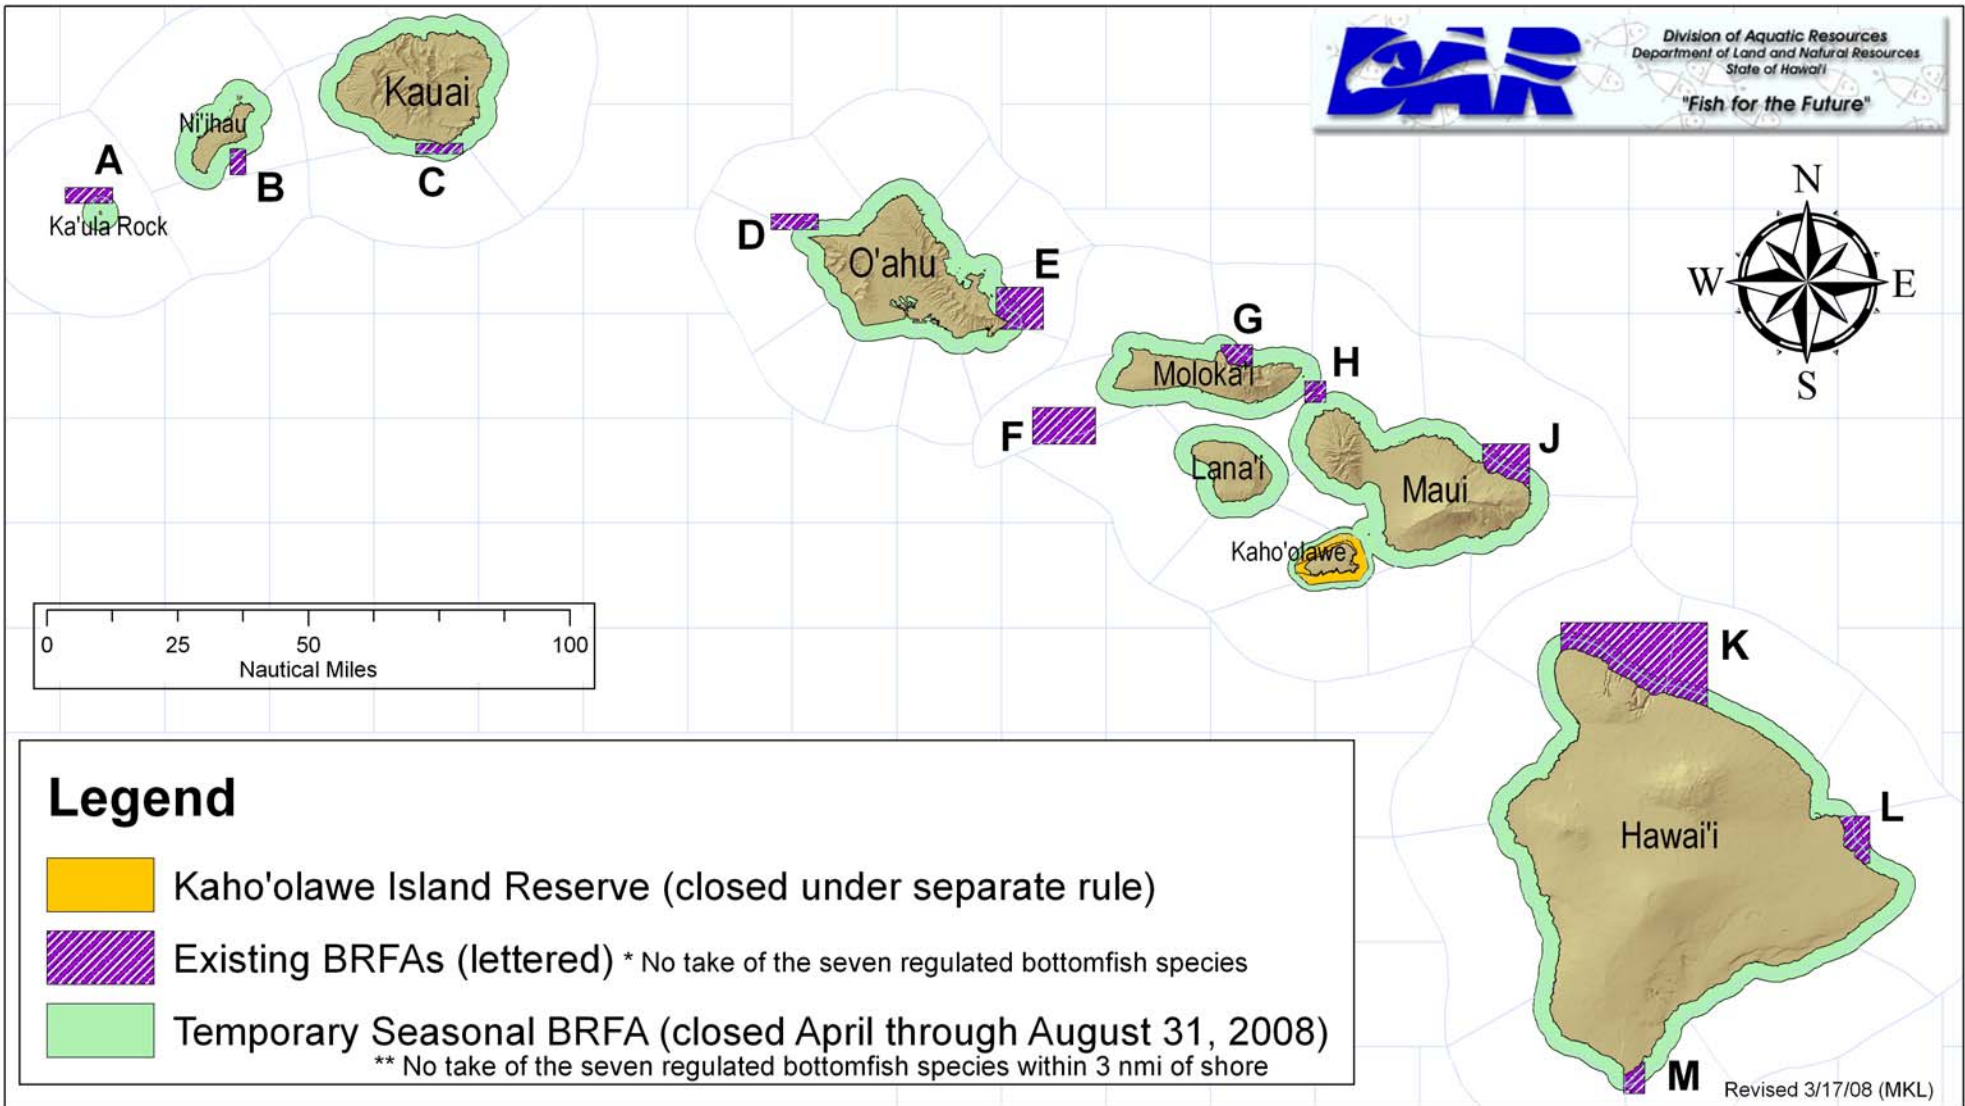 DAR
Division of Aquatic Resources
Department of Land and Natural Resources
State of Hawai'i
"Fish for the Future"
Kauai
Ni'ihau
A
B
C
Ka'ula Rock
N
W
E
S
D
O'ahu
E
G
H
Moloka'i
F
J
Lana'i
Maui
Kaho'olawe
0 25 50 100
Nautical Miles
K
L
Hawai'i
M
Legend
Kaho'olawe Island Reserve (closed under separate rule)
Existing BRFAs (lettered) * No take of the seven regulated bottomfish species
Temporary Seasonal BRFA (closed April through August 31, 2008)
** No take of the seven regulated bottomfish species within 3 nmi of shore
Revised 3/17/08 (MKL)